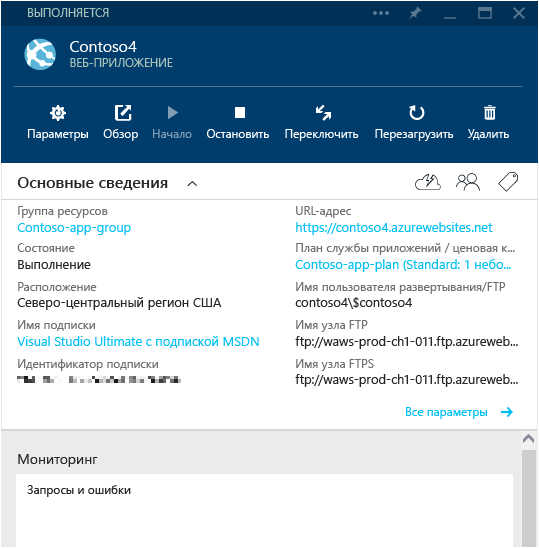 ВЫПОЛНЯЕТСЯ
Contoso4
ВЕБ-ПРИЛОЖЕНИЕ
Параметры Обзор Начало Остановить Переключить Перезагрузить Удалить
Основные сведения
Группа ресурсов
Contoso-app-group
URL-адрес
https://contoso4.azurewebsites.net
Состояние
Выполнение
План службы приложений / ценовая к...
Contoso-app-plan (Standard: 1 небо...
Расположение
Северо-центральный регион США
Имя пользователя развертывания/FTP
contoso4\$contoso4
Имя подписки
Visual Studio Ultimate с подпиской MSDN
Имя узла FTP
ftp://waws-prod-ch1-011.ftp.azureweb...
Идентификатор подписки
Имя узла FTPS
ftp://waws-prod-ch1-011.ftp.azureweb...
Все параметры
Мониторинг
Запросы и ошибки